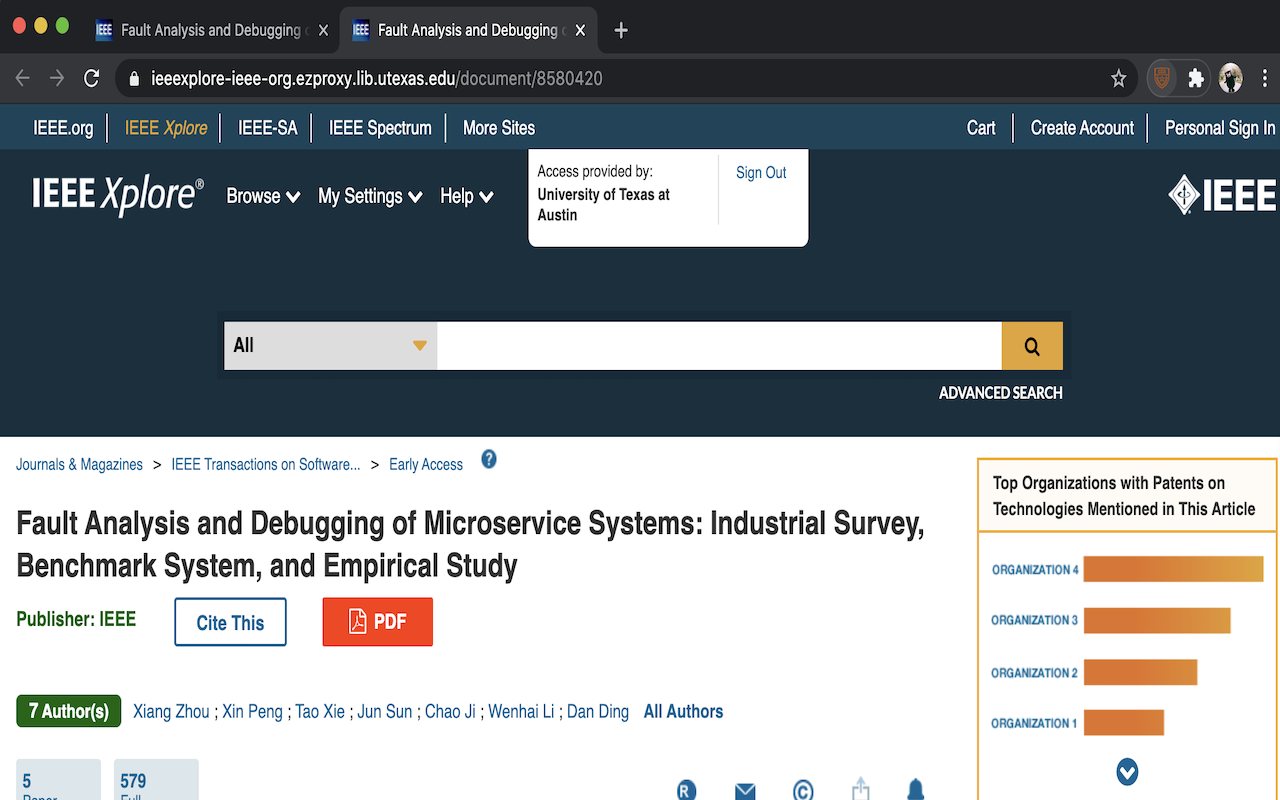 Fault Analysis and Debugging
Fault Analysis and Debugging
ieeexplore-ieee-org.ezproxy.lib.utexas.edu/document/8580420
IEEE.org IEEE Xplore IEEE-SA IEEE Spectrum More Sites Cart Create Account Personal Sign In
IEEE Xplore® Browse My Settings Help
Access provided by:
University of Texas at
Austin
Sign Out
IEEE
All
ADVANCED SEARCH
Journals & Magazines > IEEE Transactions on Software... > Early Access ?
Fault Analysis and Debugging of Microservice Systems: Industrial Survey,
Benchmark System, and Empirical Study
Publisher: IEEE
Cite This
PDF
7 Author(s) Xiang Zhou ; Xin Peng ; Tao Xie ; Jun Sun ; Chao Ji ; Wenhai Li ; Dan Ding All Authors
5
Paper
579
Full
Top Organizations with Patents on
Technologies Mentioned in This Article
ORGANIZATION 4
ORGANIZATION 3
ORGANIZATION 2
ORGANIZATION 1